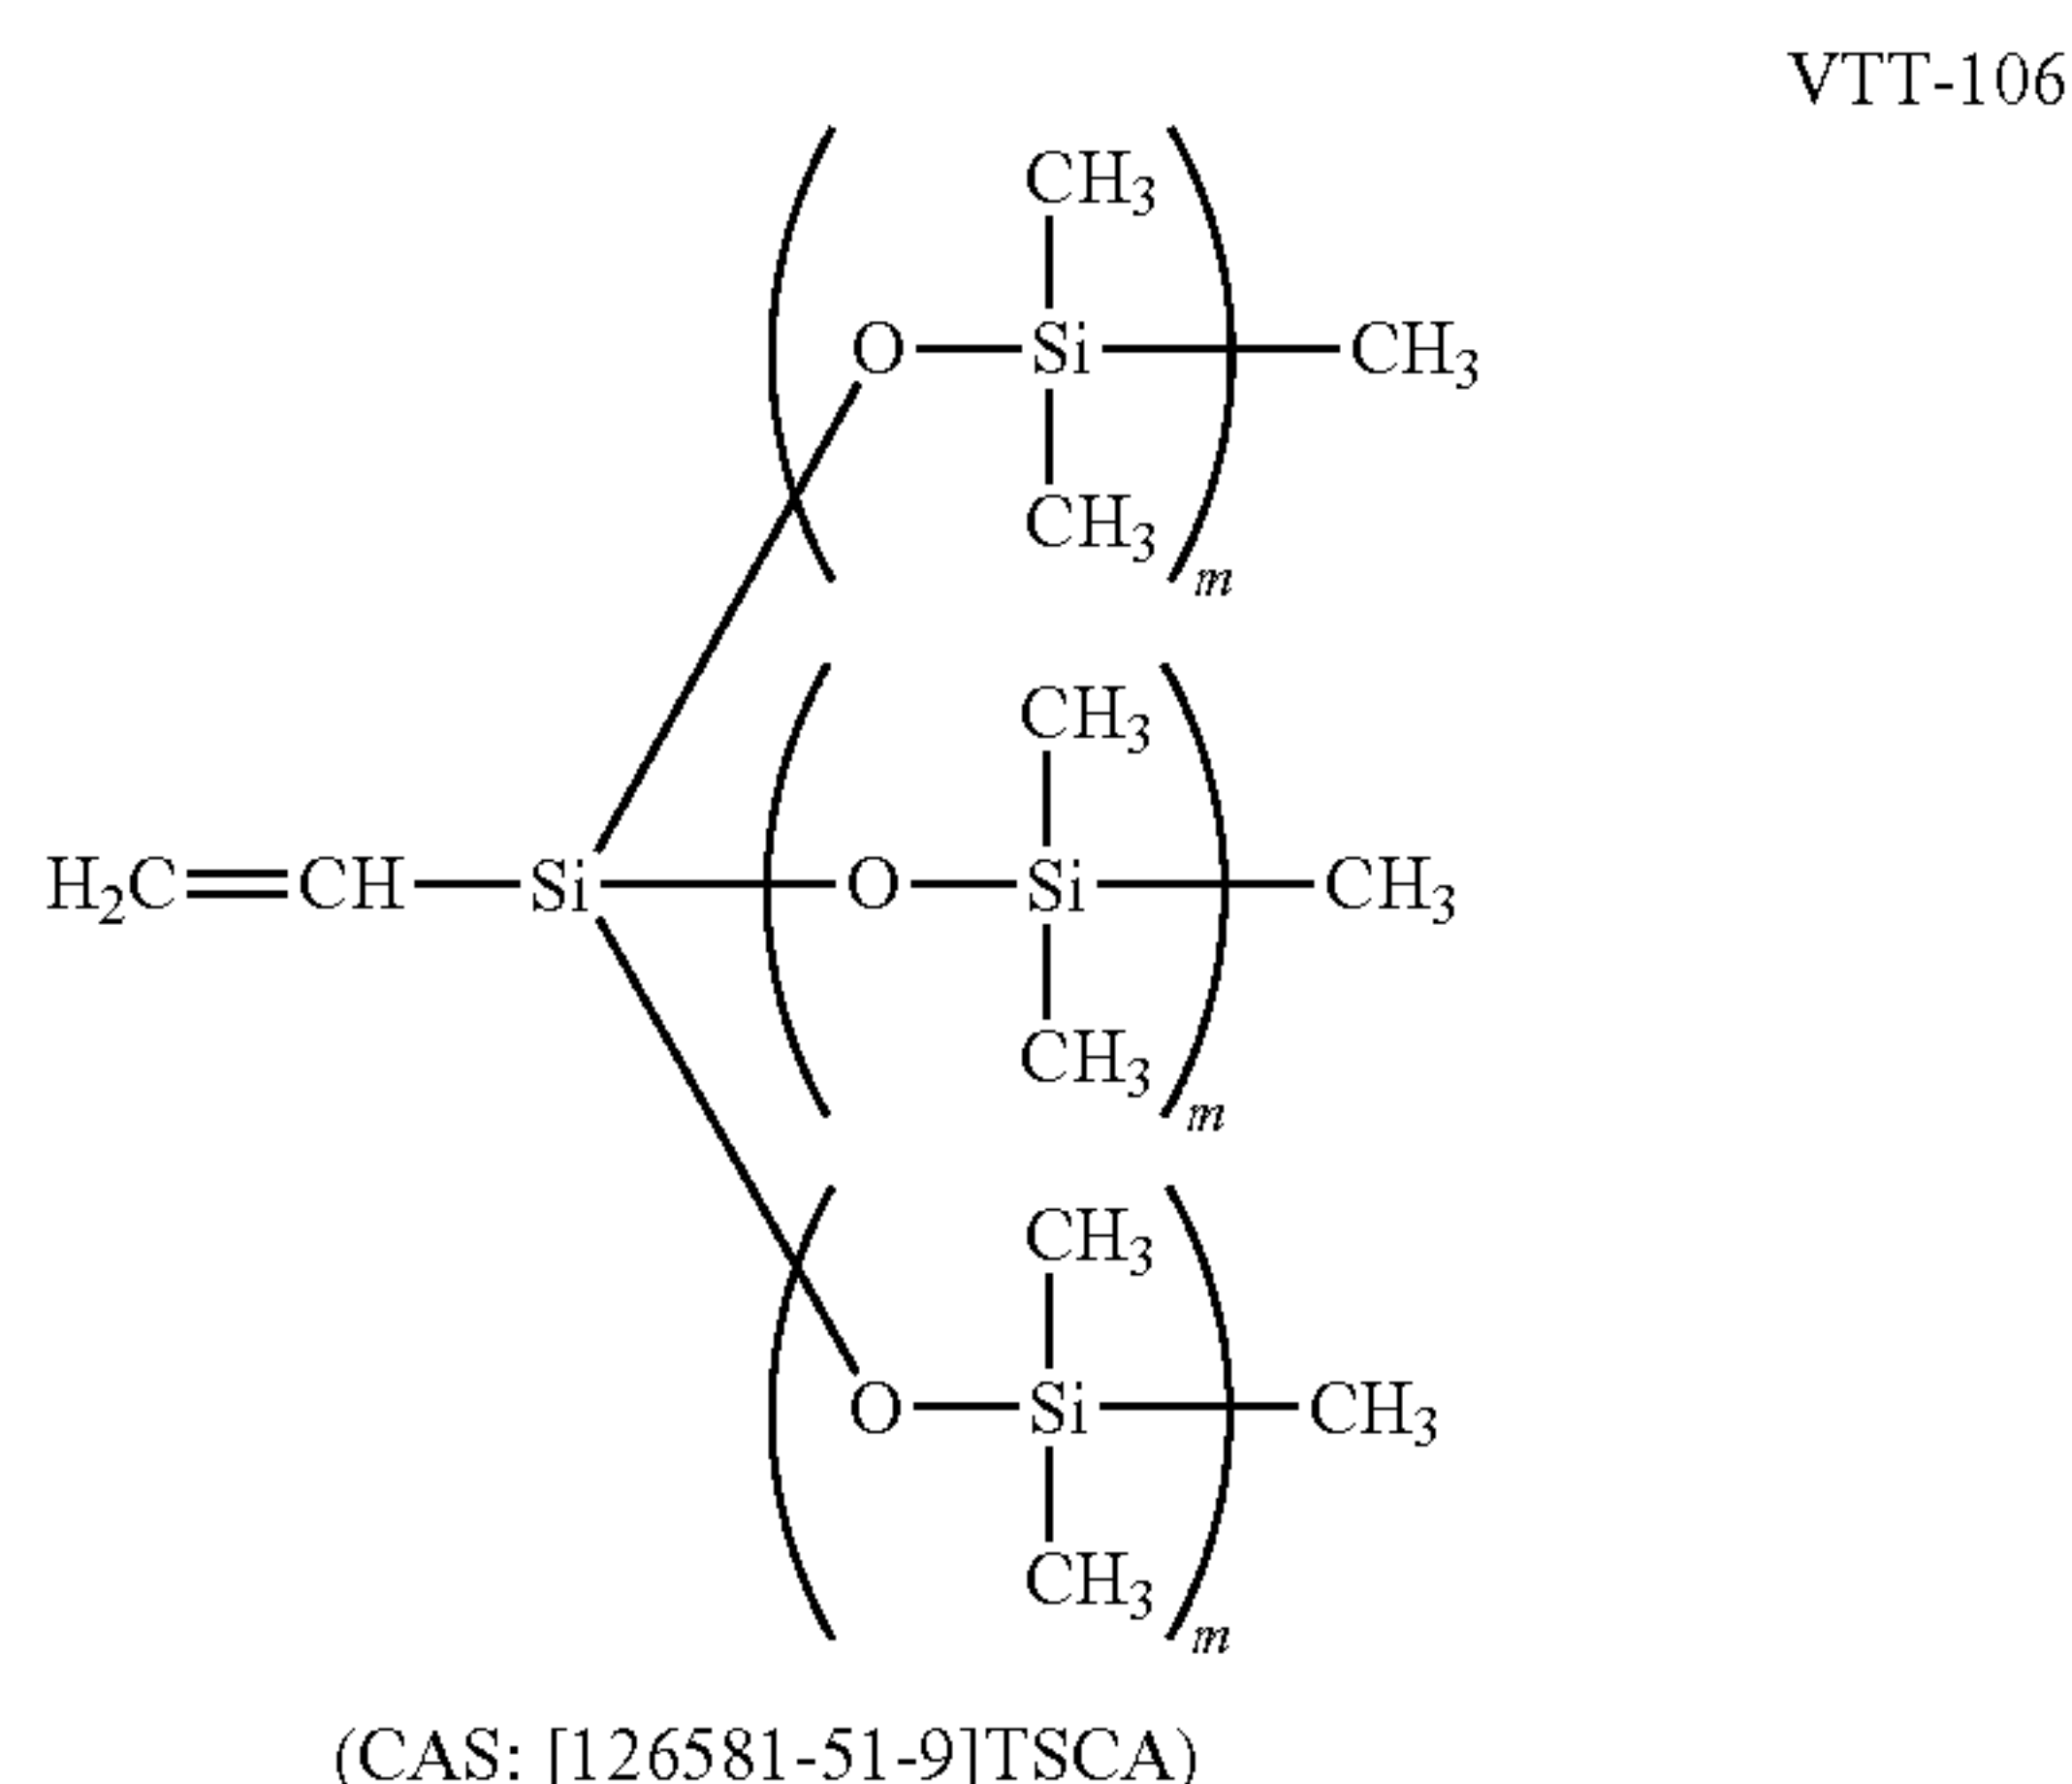 VTT-106
CH3
O Si CH3
CH3
m
CH3
H2C CH Si O Si CH3
CH3
m
CH3
O Si CH3
CH3
m
(CAS: [126581-51-9]TSCA)